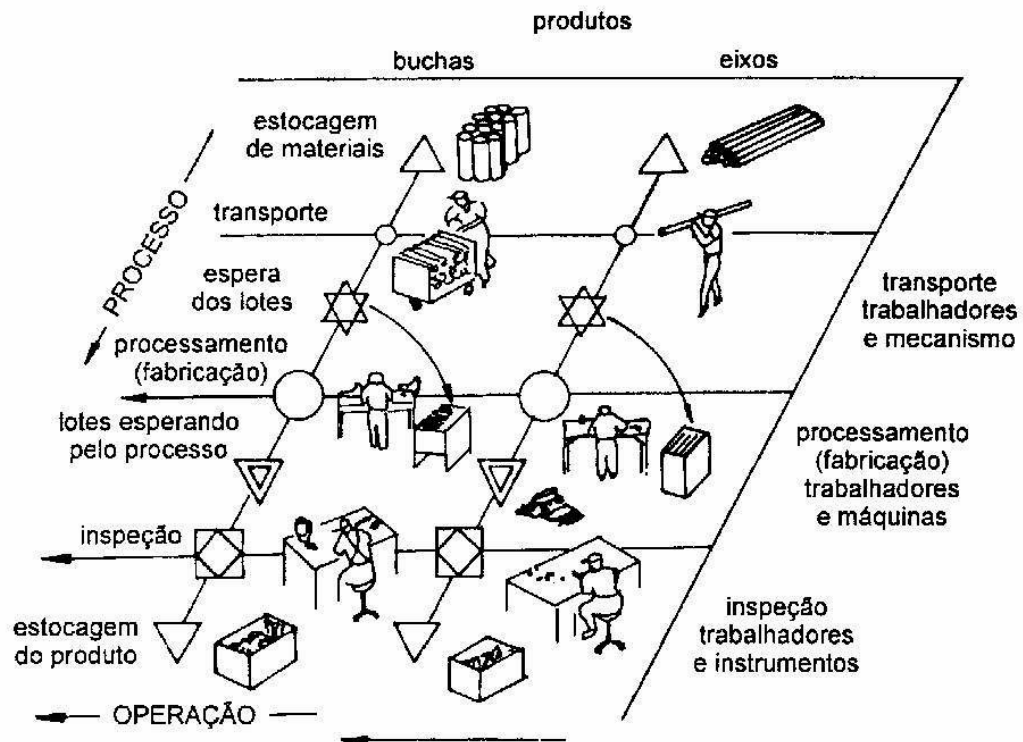 produtos
buchas
eixos
estocagem
de materiais
PROCESSO
transporte
espera
dos lotes
processamento
(fabricação)
lotes esperando
pelo processo
inspeção
estocagem
do produto
OPERAÇÃO
transporte
trabalhadores
e mecanismo
processamento
(fabricação)
trabalhadores
e máquinas
inspeção
trabalhadores
e instrumentos